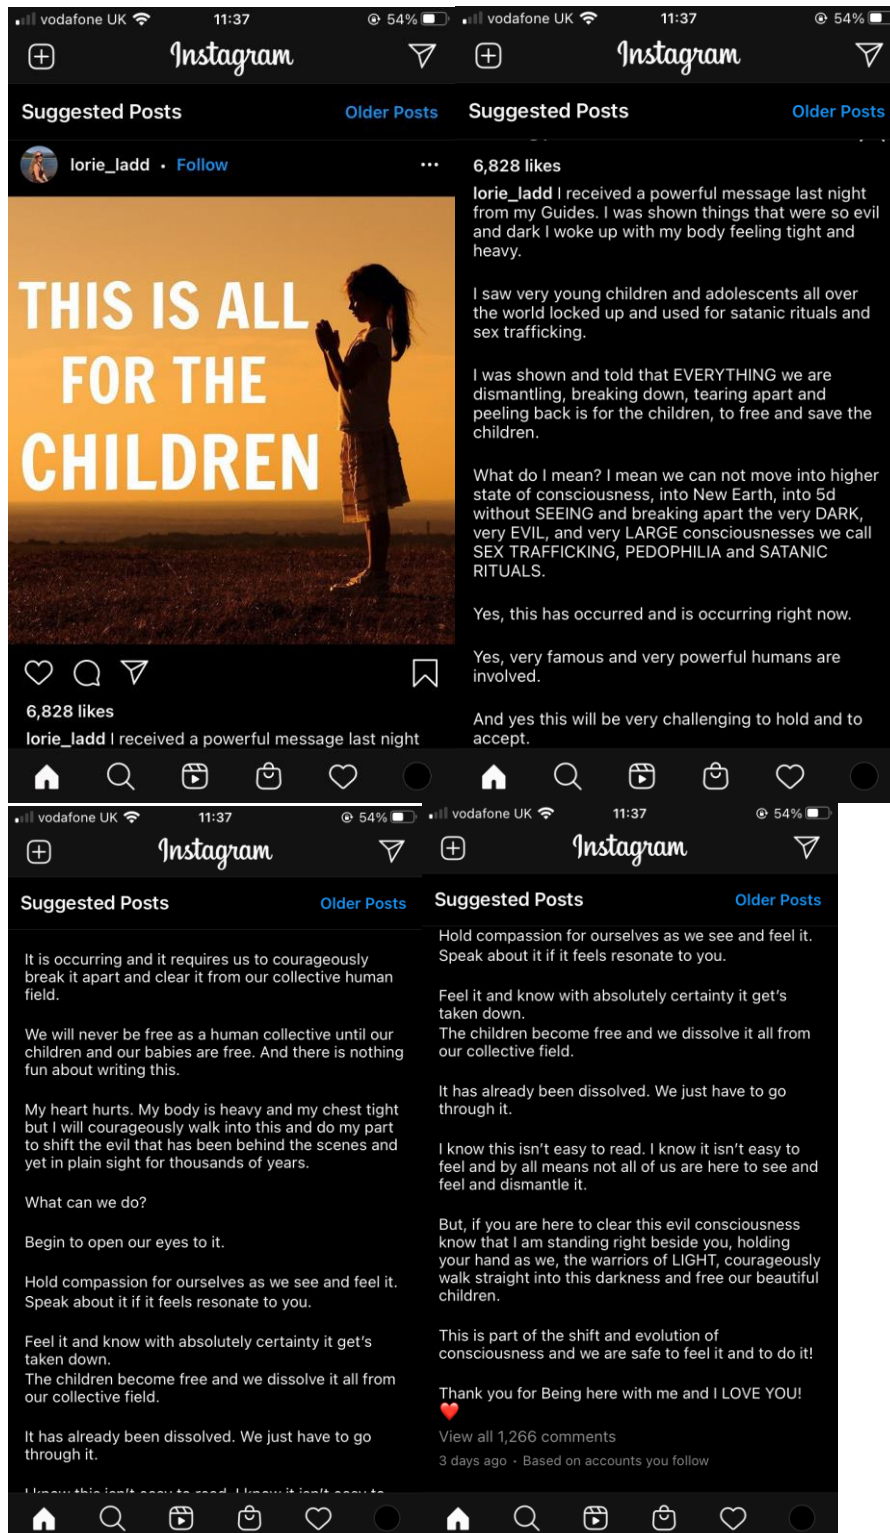 vodafone UK 11:37 54%
Instagram
Suggested Posts Older Posts
lorie_ladd • Follow
THIS IS ALL
FOR THE
CHILDREN
6,828 likes
lorie_ladd I received a powerful message last night
vodafone UK 11:37 54%
Instagram
Suggested Posts Older Posts
6,828 likes
lorie_ladd I received a powerful message last night
from my Guides. I was shown things that were so evil
and dark I woke up with my body feeling tight and
heavy.
I saw very young children and adolescents all over
the world locked up and used for satanic rituals and
sex trafficking.
I was shown and told that EVERYTHING we are
dismantling, breaking down, tearing apart and
peeling back is for the children, to free and save the
children.
What do I mean? I mean we can not move into higher
state of consciousness, into New Earth, into 5d
without SEEING and breaking apart the very DARK,
very EVIL, and very LARGE consciousnesses we call
SEX TRAFFICKING, PEDOPHILIA and SATANIC
RITUALS.
Yes, this has occurred and is occurring right now.
Yes, very famous and very powerful humans are
involved.
And yes this will be very challenging to hold and to
accept.
vodafone UK 11:37 54%
Instagram
Suggested Posts Older Posts
It is occurring and it requires us to courageously
break it apart and clear it from our collective human
field.
We will never be free as a human collective until our
children and our babies are free. And there is nothing
fun about writing this.
My heart hurts. My body is heavy and my chest tight
but I will courageously walk into this and do my part
to shift the evil that has been behind the scenes and
yet in plain sight for thousands of years.
What can we do?
Begin to open our eyes to it.
Hold compassion for ourselves as we see and feel it.
Speak about it if it feels resonate to you.
Feel it and know with absolutely certainty it get's
taken down.
The children become free and we dissolve it all from
our collective field.
It has already been dissolved. We just have to go
through it.
I know this isn't easy to read. I know it isn't easy to
vodafone UK 11:37 54%
Instagram
Suggested Posts Older Posts
Hold compassion for ourselves as we see and feel it.
Speak about it if it feels resonate to you.
Feel it and know with absolutely certainty it get's
taken down.
The children become free and we dissolve it all from
our collective field.
It has already been dissolved. We just have to go
through it.
I know this isn't easy to read. I know it isn't easy to
feel and by all means not all of us are here to see and
feel and dismantle it.
But, if you are here to clear this evil consciousness
know that I am standing right beside you, holding
your hand as we, the warriors of LIGHT, courageously
walk straight into this darkness and free our beautiful
children.
This is part of the shift and evolution of
consciousness and we are safe to feel it and to do it!
Thank you for Being here with me and I LOVE YOU!
❤️
View all 1,266 comments
3 days ago • Based on accounts you follow